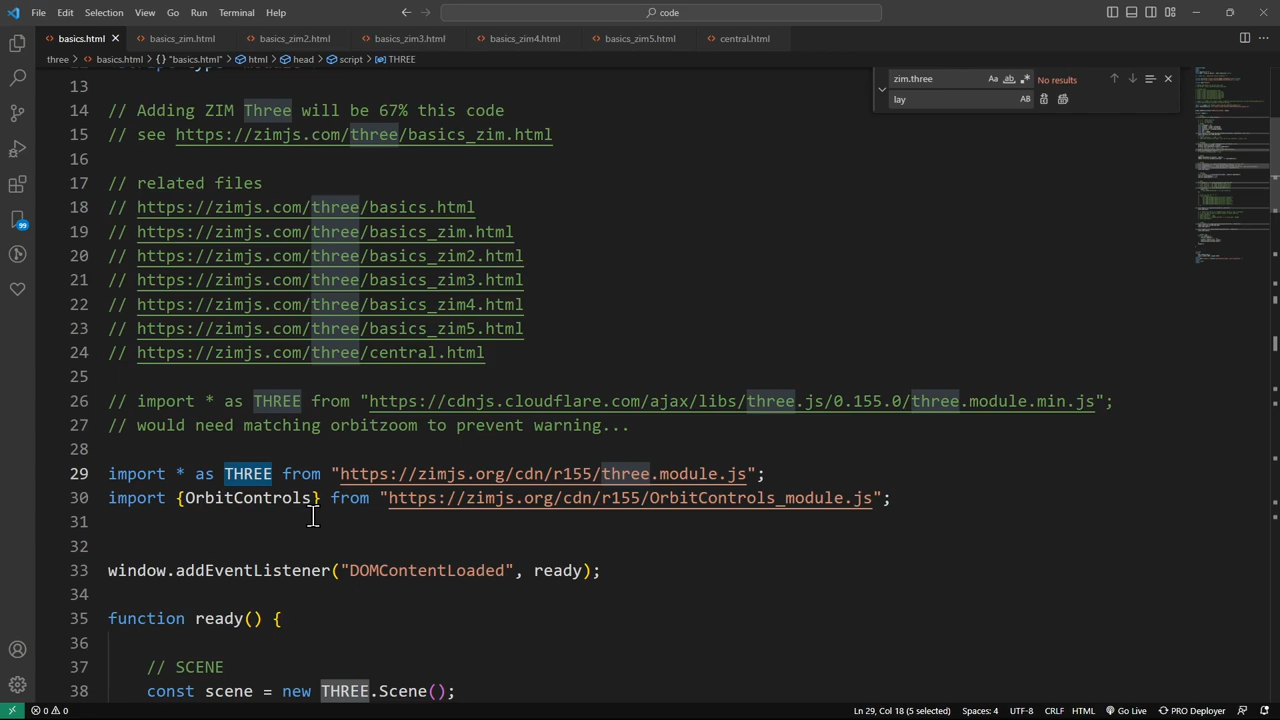 File Edit Selection View Go Run Terminal Help
code
basics.html basics_zim.html basics_zim2.html basics_zim3.html basics_zim4.html basics_zim5.html central.html
three > basics.html > "basics.html" > html > head > script > THREE
zim.three
Aa ab .* No results
lay
AB
13
14 // Adding ZIM Three will be 67% this code
15 // see https://zimjs.com/three/basics_zim.html
16
17 // related files
18 // https://zimjs.com/three/basics.html
19 // https://zimjs.com/three/basics_zim.html
20 // https://zimjs.com/three/basics_zim2.html
21 // https://zimjs.com/three/basics_zim3.html
22 // https://zimjs.com/three/basics_zim4.html
23 // https://zimjs.com/three/basics_zim5.html
24 // https://zimjs.com/three/central.html
25
26 // import * as THREE from "https://cdnjs.cloudflare.com/ajax/libs/three.js/0.155.0/three.module.min.js";
27 // would need matching orbitzoom to prevent warning...
28
29 import * as THREE from "https://zimjs.org/cdn/r155/three.module.js";
30 import {OrbitControls} from "https://zimjs.org/cdn/r155/OrbitControls_module.js";
31
32
33 window.addEventListener("DOMContentLoaded", ready);
34
35 function ready() {
36
37 // SCENE
38 const scene = new THREE.Scene();
99
0 0 Ln 29, Col 18 (5 selected) Spaces: 4 UTF-8 CRLF HTML Go Live PRO Deployer